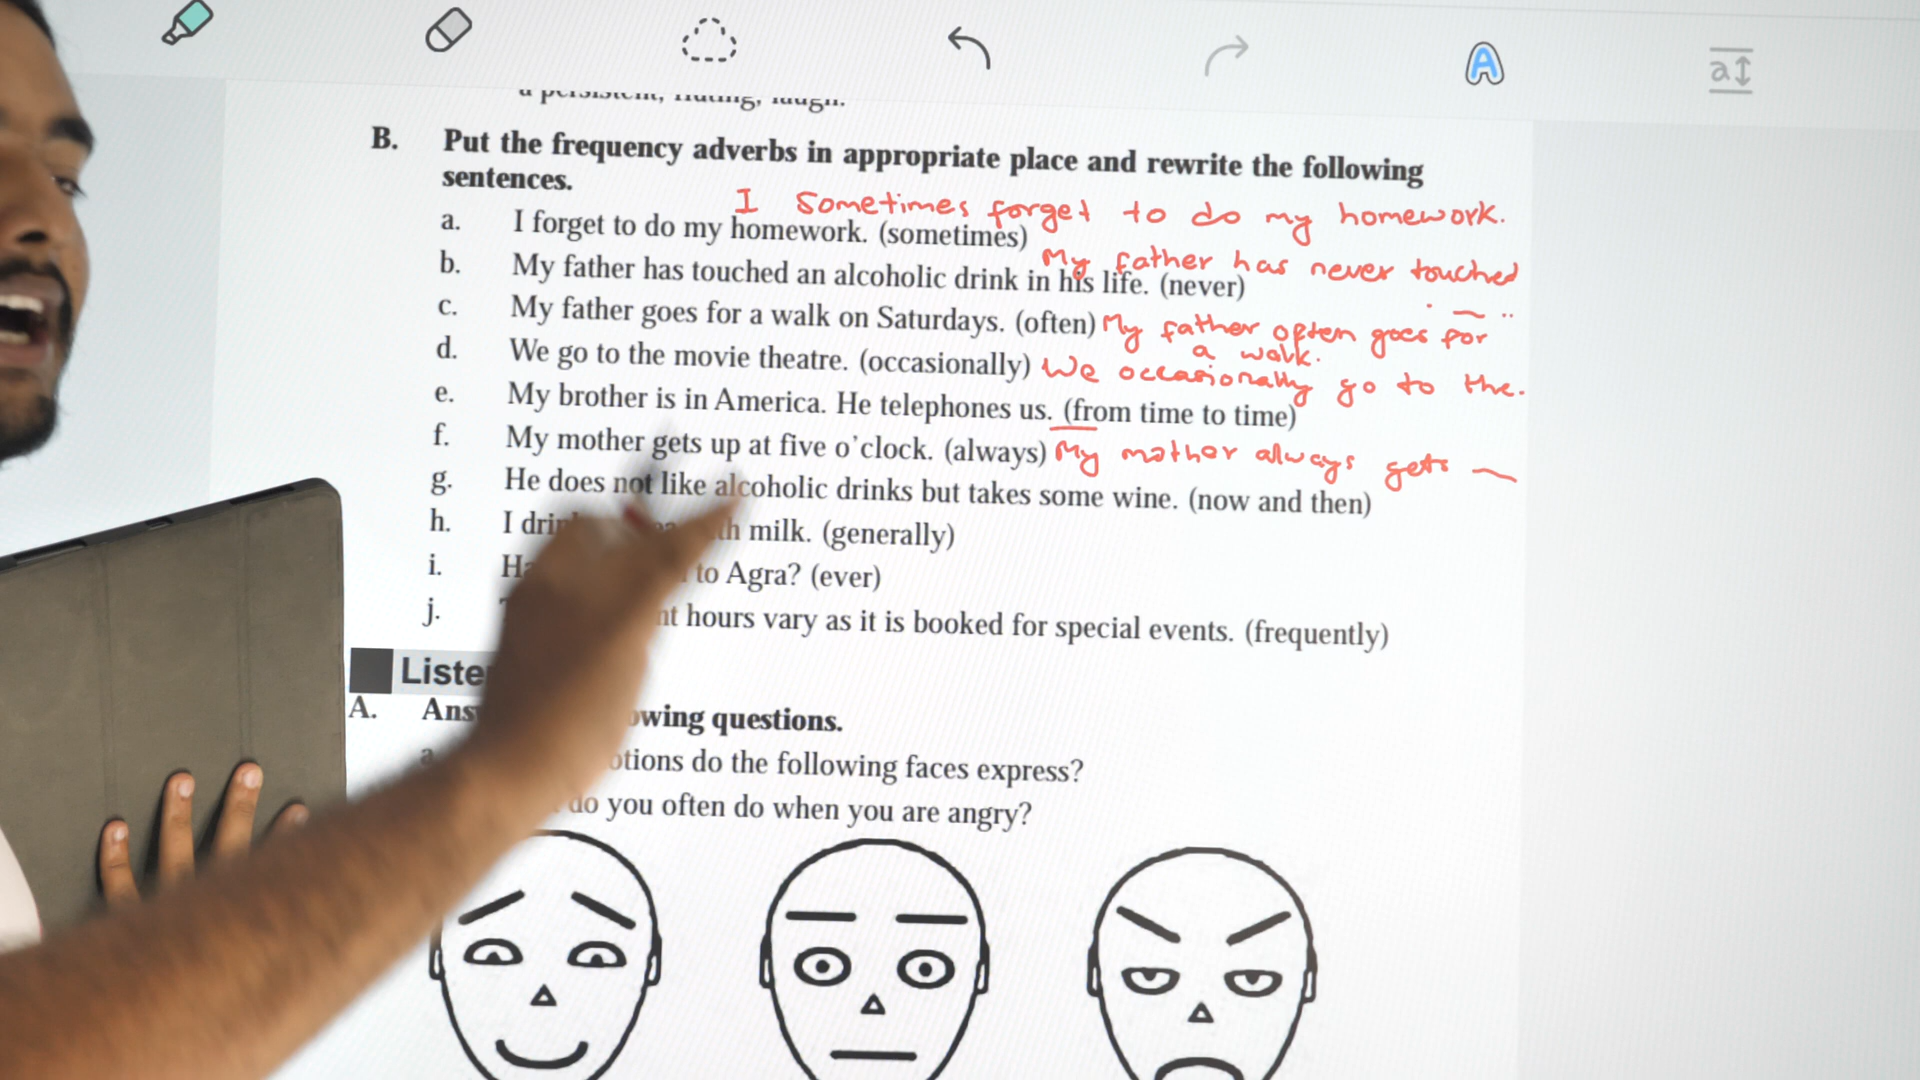 A
a
B. Put the frequency adverbs in appropriate place and rewrite the following
sentences.
I Sometimes forget to do my homework.
a. I forget to do my homework. (sometimes)
My father has never touched
b. My father has touched an alcoholic drink in his life. (never)
c. My father goes for a walk on Saturdays. (often) My father often goes for
a walk.
d. We go to the movie theatre. (occasionally) We occasionally go to the.
e. My brother is in America. He telephones us. (from time to time)
f. My mother gets up at five o'clock. (always) My mother always gets
g. He does not like alcoholic drinks but takes some wine. (now and then)
h. I milk. (generally)
i. to Agra? (ever)
j. hours vary as it is booked for special events. (frequently)
A. questions.
do the following faces express?
do you often do when you are angry?